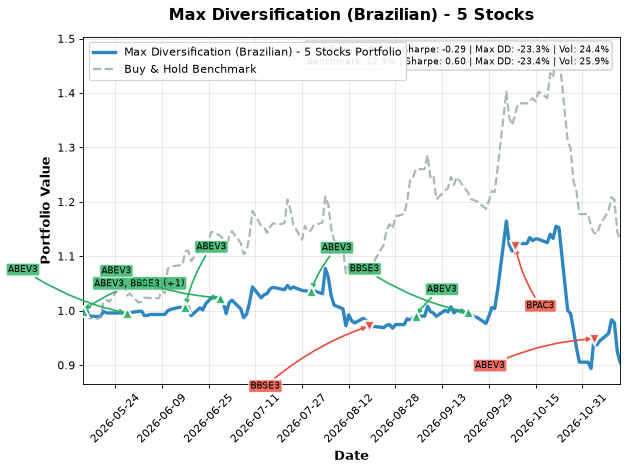 Max Diversification (Brazilian) - 5 Stocks
Max Diversification (Brazilian) - 5 Stocks Portfolio
Buy & Hold Benchmark
Sharpe: -0.29 | Max DD: -23.3% | Vol: 24.4%
Benchmark: 12.9% | Sharpe: 0.60 | Max DD: -23.4% | Vol: 25.9%
Portfolio Value
1.5
1.4
1.3
1.2
1.1
1.0
0.9
ABEV3
ABEV3
ABEV3, BBSE3 (+1)
ABEV3
ABEV3
BBSE3
ABEV3
BBSE3
BPAC3
ABEV3
2026-05-24
2026-06-09
2026-06-25
2026-07-11
2026-07-27
2026-08-12
2026-08-28
2026-09-13
2026-09-29
2026-10-15
2026-10-31
Date